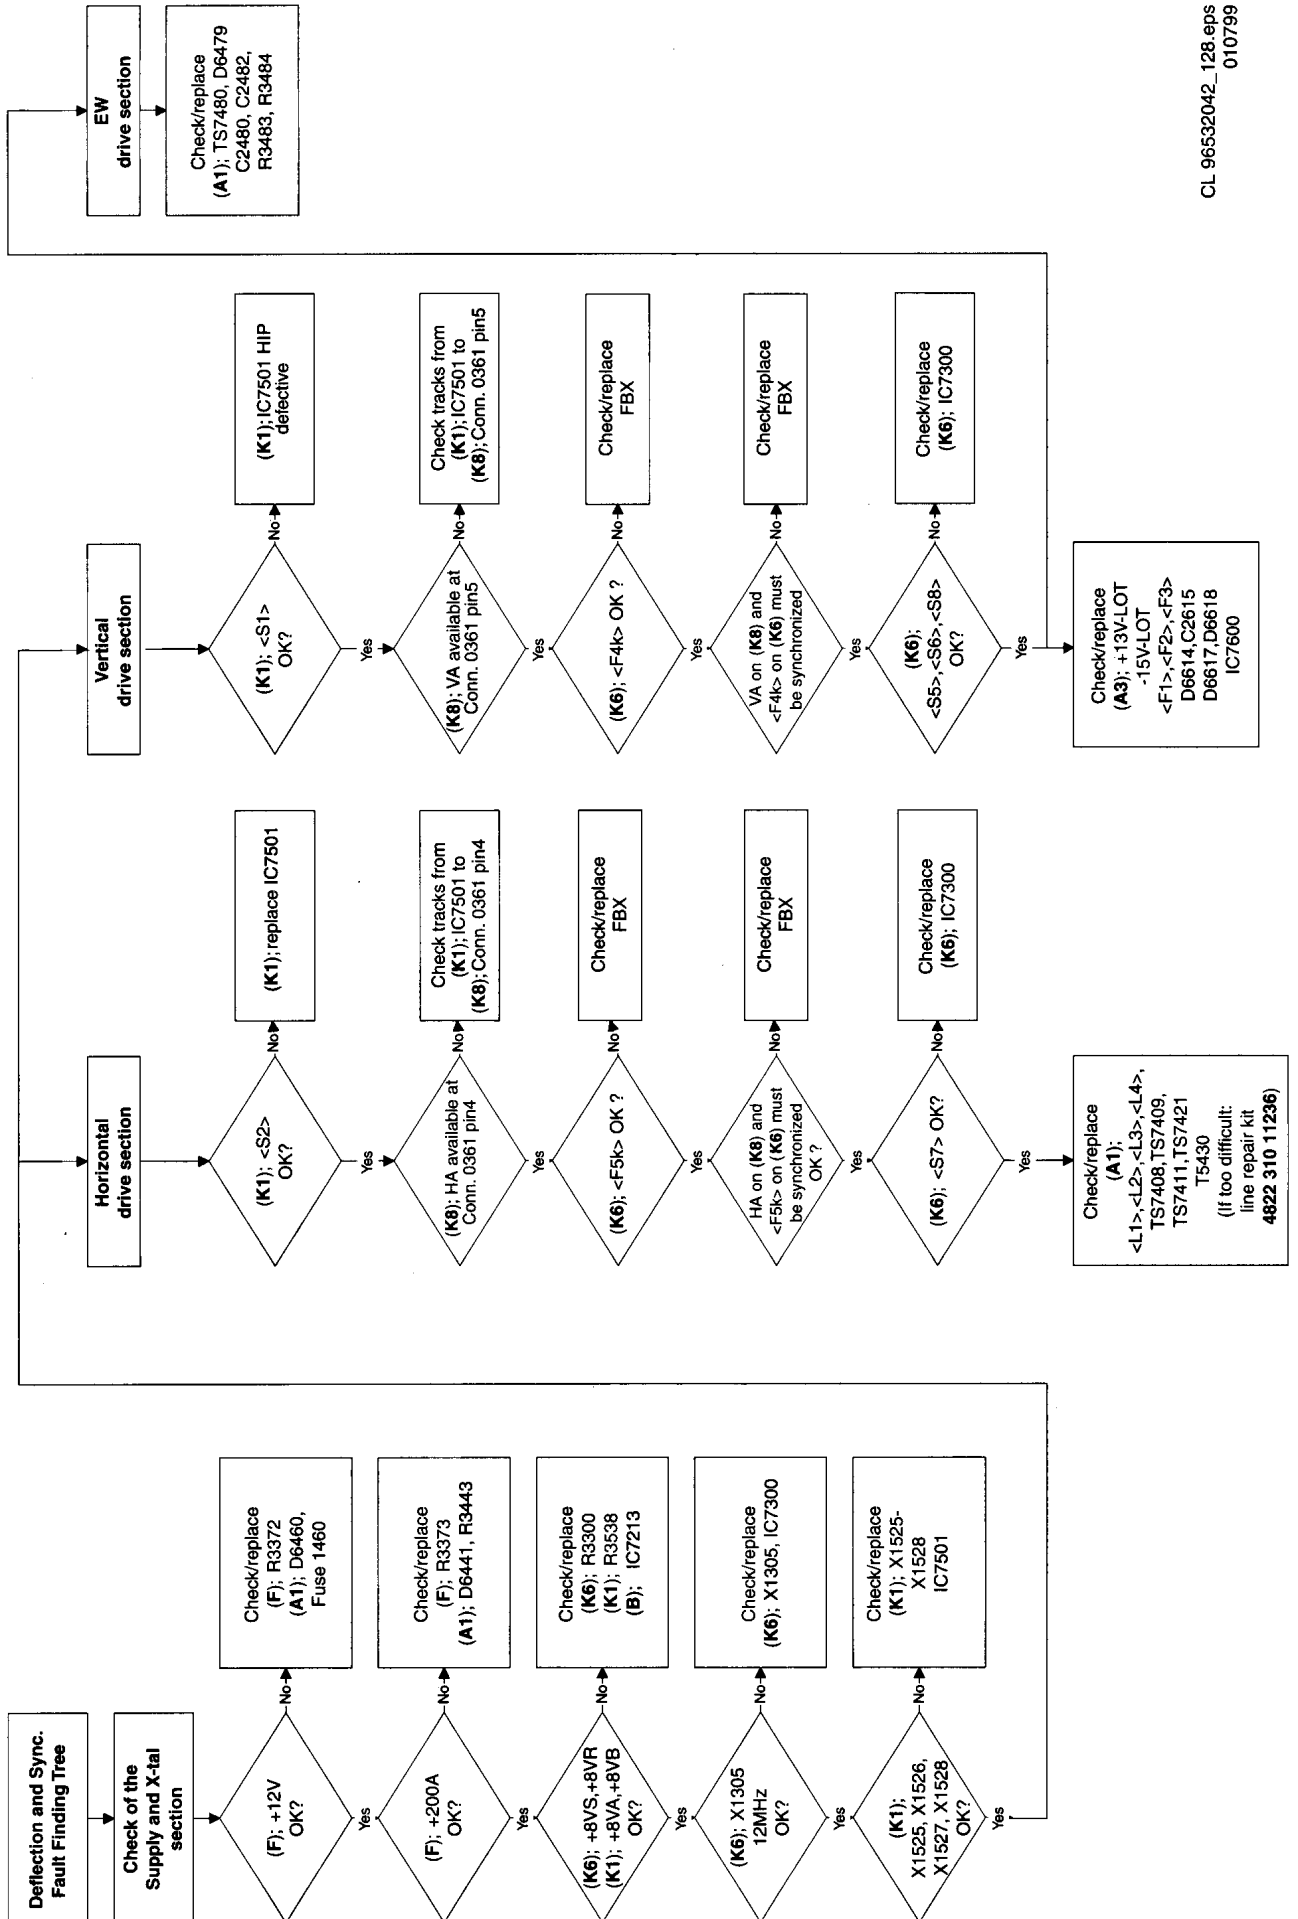 Deflection and Sync.
Fault Finding Tree
Check of the
Supply and X-tal
section
(F); +12V
OK?
No
Check/replace
(F); R3372
(A1); D6460,
Fuse 1460
Yes
(F); +200A
OK?
No
Check/replace
(F); R3373
(A1); D6441, R3443
Yes
(K6); +8VS,+8VR
(K1); +8VA,+8VB
OK?
No
Check/replace
(K6); R3300
(K1); R3538
(B); IC7213
Yes
(K6); X1305
12MHz
OK?
No
Check/replace
(K6); X1305, IC7300
Yes
(K1);
X1525, X1526,
X1527, X1528
OK?
No
Check/replace
(K1); X1525-
X1528
IC7501
Yes
Horizontal
drive section
(K1); <S2>
OK?
No
(K1); replace IC7501
Yes
(K8); HA available at
Conn. 0361 pin4
No
Check tracks from
(K1); IC7501 to
(K8); Conn. 0361 pin4
Yes
(K6); <F5k> OK ?
No
Check/replace
FBX
Yes
HA on (K8) and
<F5k> on (K6) must
be synchronized
OK ?
No
Check/replace
FBX
Yes
(K6); <S7> OK?
No
Check/replace
(K6); IC7300
Yes
Check/replace
(A1);
<L1>,<L2>,<L3>,<L4>,
TS7408,TS7409,
TS7411,TS7421
T5430
(If too difficult:
line repair kit
4822 310 11236)
Vertical
drive section
(K1); <S1>
OK?
No
(K1); IC7501 HIP
defective
Yes
(K8); VA available at
Conn. 0361 pin5
No
Check tracks from
(K1); IC7501 to
(K8); Conn. 0361 pin5
Yes
(K6); <F4k> OK ?
No
Check/replace
FBX
Yes
VA on (K8) and
<F4k> on (K6) must
be synchronized
No
Check/replace
FBX
Yes
(K6);
<S5>,<S6>,<S8>
OK?
No
Check/replace
(K6); IC7300
Yes
Check/replace
(A3); +13V-LOT
-15V-LOT
<F1>,<F2>,<F3>
D6614,C2615
D6617,D6618
IC7600
EW
drive section
Check/replace
(A1); TS7480, D6479
C2480, C2482,
R3483, R3484
CL 96532042_128.eps
010799